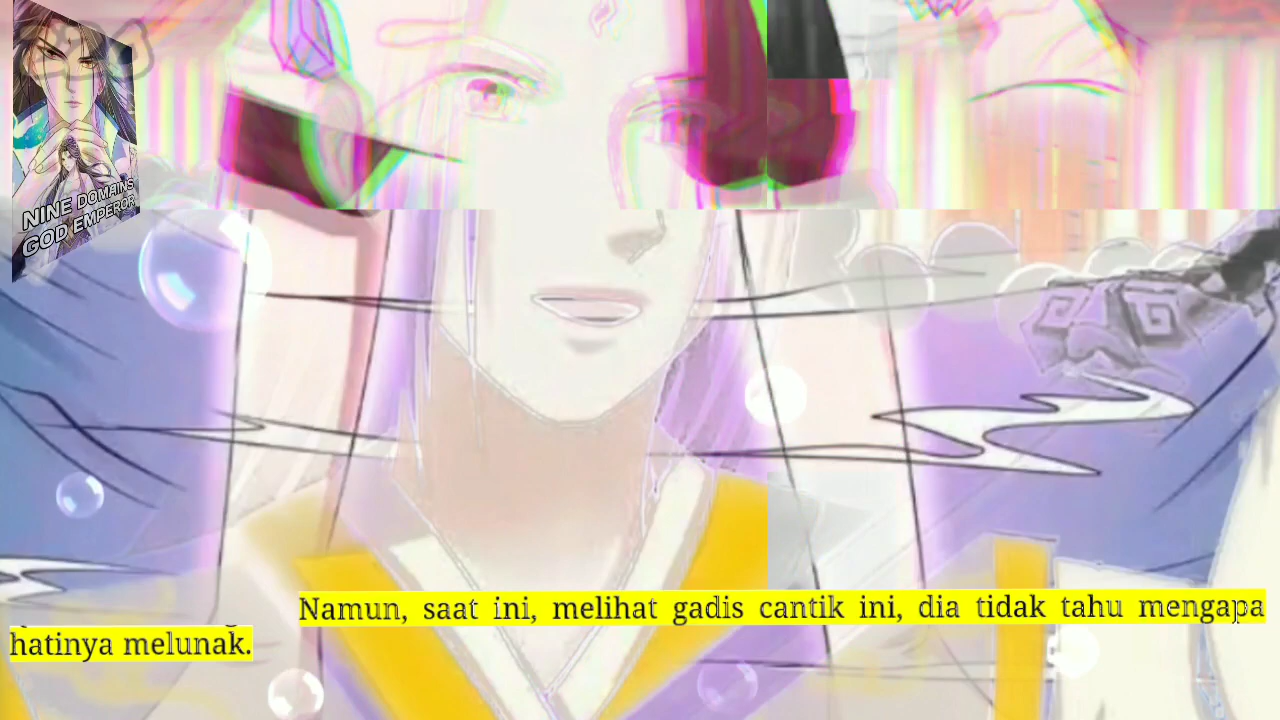 NINE DOMAINS
GOD EMPEROR
Namun, saat ini, melihat gadis cantik ini, dia tidak tahu mengapa
hatinya melunak.